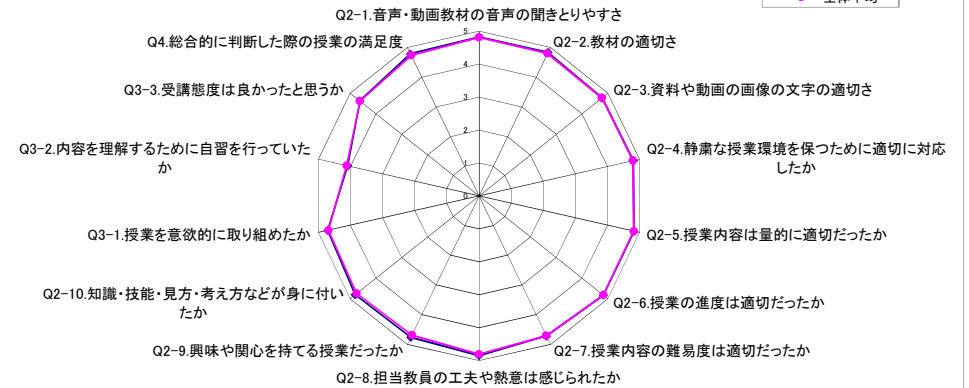 Q2-1.音声・動画教材の音声の聞きとりやすさ
Q4.総合的に判断した際の授業の満足度
Q2-2.教材の適切さ
Q3-3.受講態度は良かったと思うか
Q2-3.資料や動画の画像の文字の適切さ
Q3-2.内容を理解するために自習を行っていた
か
Q2-4.静粛な授業環境を保つために適切に対応
したか
Q3-1.授業を意欲的に取り組めたか
Q2-5.授業内容は量的に適切だったか
Q2-10.知識・技能・見方・考え方などが身に付い
たか
Q2-6.授業の進度は適切だったか
Q2-9.興味や関心を持てる授業だったか
Q2-7.授業内容の難易度は適切だったか
Q2-8.担当教員の工夫や熱意は感じられたか
5
4
3
2
1
0